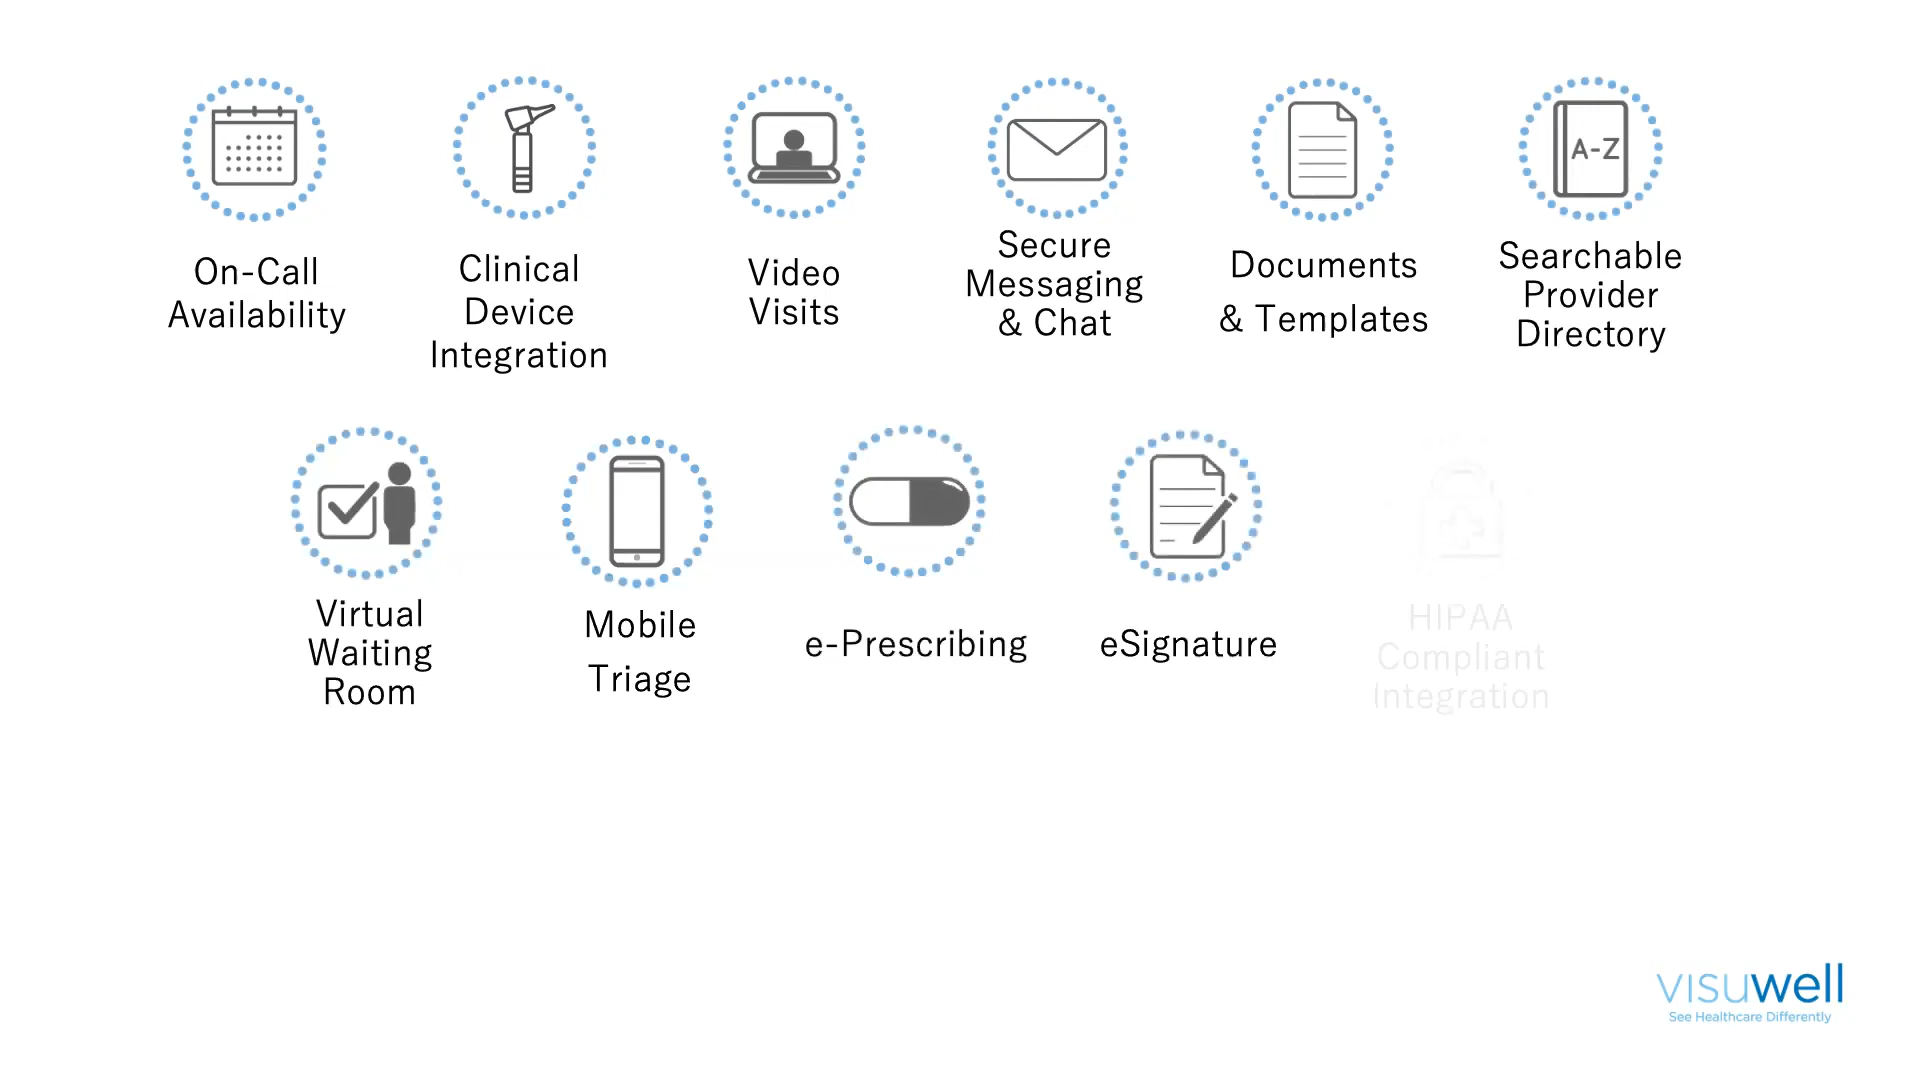 On-Call
Availability
Clinical
Device
Integration
Video
Visits
Secure
Messaging
& Chat
Documents
& Templates
A-Z
Searchable
Provider
Directory
Virtual
Waiting
Room
Mobile
Triage
e-Prescribing
eSignature
HIPAA
Compliant
Integration
visuwell
See Healthcare Differently